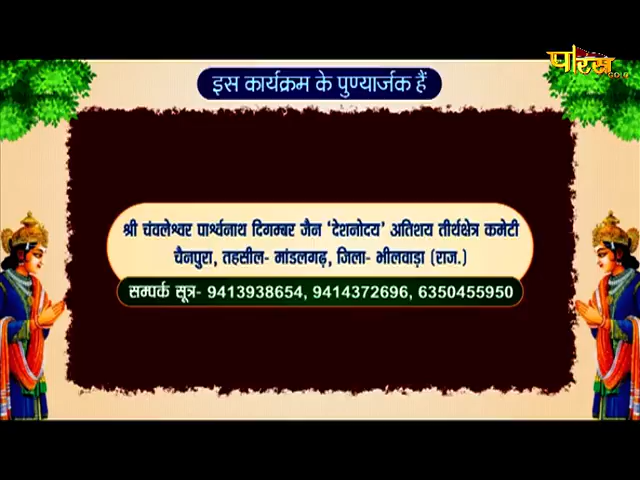 पारस
GOLD
इस कार्यक्रम के पुण्यार्जक हैं
श्री चंवलेश्वर पार्श्वनाथ दिगम्बर जैन 'देशनोदय' अतिशय तीर्थक्षेत्र कमेटी
चैनपुरा, तहसील- मांडलगढ़, जिला- भीलवाड़ा (राज.)
सम्पर्क सूत्र- 9413938654, 9414372696, 6350455950